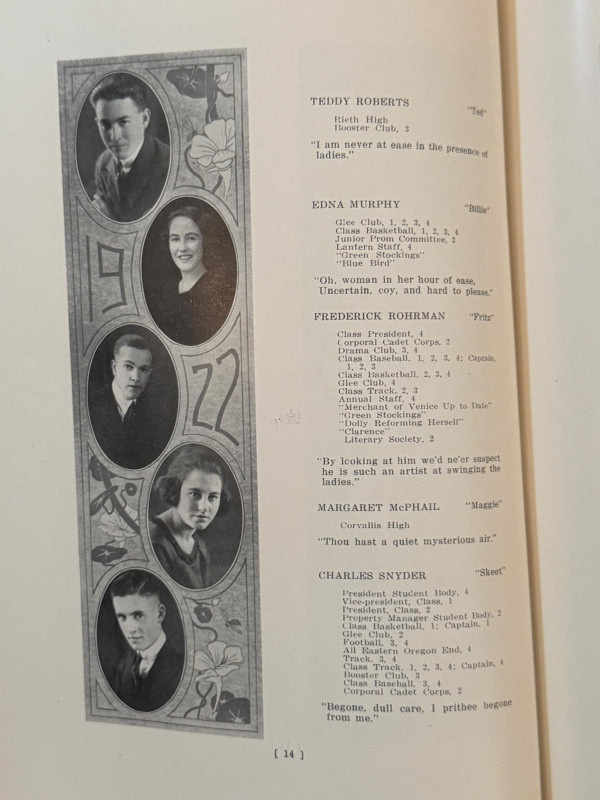 19
22
TEDDY ROBERTS "Ted"
Rieth High
Booster Club, 3
"I am never at ease in the presence of
ladies."
EDNA MURPHY "Billie"
Glee Club, 1, 2, 3, 4
Class Basketball, 1, 2, 3, 4
Junior Prom Committee, 3
Lantern Staff, 4
"Green Stockings"
"Blue Bird"
"Oh, woman in her hour of ease,
Uncertain, coy, and hard to please."
FREDERICK ROHRMAN "Fritz"
Class President, 4
Corporal Cadet Corps, 2
Drama Club, 3, 4
Class Baseball, 1, 2, 3, 4; Captain,
1, 2, 3
Class Basketball, 2, 3, 4
Glee Club, 4
Class Track, 2, 3
Annual Staff, 4
"Merchant of Venice Up to Date"
"Green Stockings"
"Dolly Reforming Herself"
"Clarence"
Literary Society, 2
"By looking at him we'd ne'er suspect
he is such an artist at swinging the
ladies."
MARGARET McPHAIL "Maggie"
Corvallis High
"Thou hast a quiet mysterious air."
CHARLES SNYDER "Skeet"
President Student Body, 4
Vice-president, Class, 1
President, Class, 2
Property Manager Student Body, 2
Class Basketball, 1; Captain, 1
Glee Club, 2
Football, 3, 4
All Eastern Oregon End, 4
Track, 3, 4
Class Track, 1, 2, 3, 4; Captain, 4
Booster Club, 3
Class Baseball, 3, 4
Corporal Cadet Corps, 2
"Begone, dull care, I prithee begone
from me."
[ 14 ]